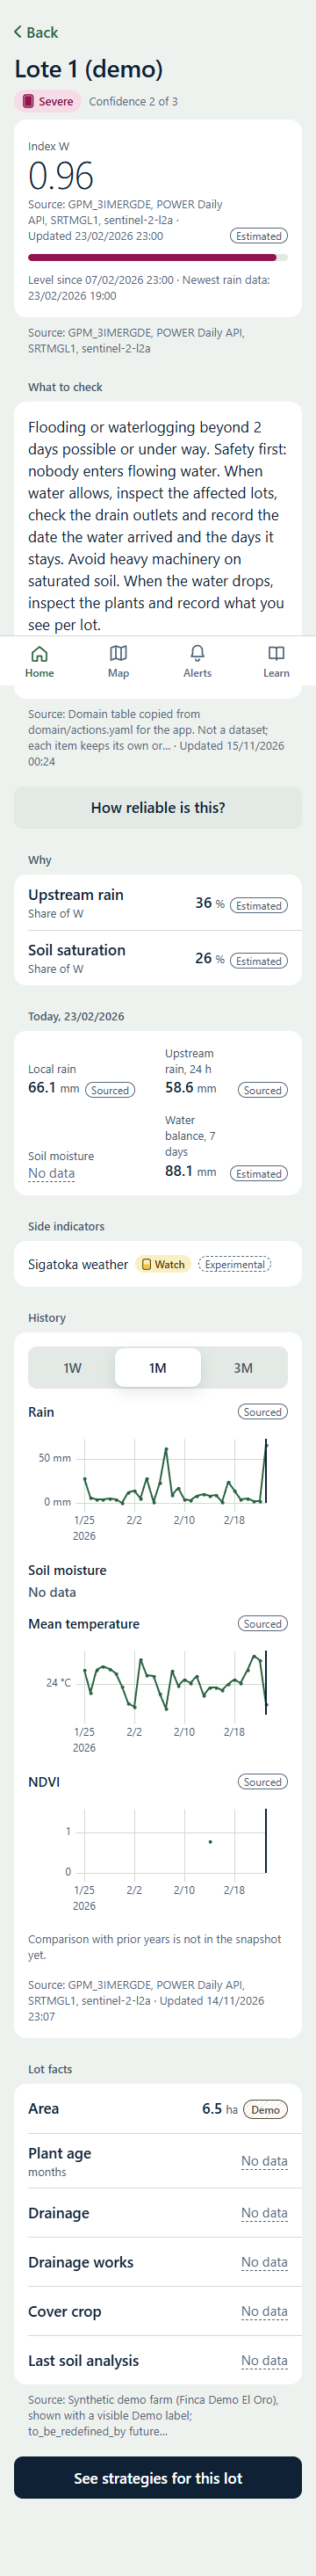 Back
Lote 1 (demo)
Severe Confidence 2 of 3
Index W
0.96
Source: GPM_3IMERGDE, POWER Daily
API, SRTMGL1, sentinel-2-l2a ·
Updated 23/02/2026 23:00 Estimated
Level since 07/02/2026 23:00 · Newest rain data:
23/02/2026 19:00
Source: GPM_3IMERGDE, POWER Daily API,
SRTMGL1, sentinel-2-l2a
What to check
Flooding or waterlogging beyond 2
days possible or under way. Safety first:
nobody enters flowing water. When
water allows, inspect the affected lots,
check the drain outlets and record the
date the water arrived and the days it
stays. Avoid heavy machinery on
saturated soil. When the water drops,
inspect the plants and record what you
see per lot.
Home Map Alerts Learn
Source: Domain table copied from
domain/actions.yaml for the app. Not a dataset;
each item keeps its own or... · Updated 15/11/2026
00:24
How reliable is this?
Why
Upstream rain 36 % Estimated
Share of W
Soil saturation 26 % Estimated
Share of W
Today, 23/02/2026
Local rain
66.1 mm Sourced
Upstream
rain, 24 h
58.6 mm Sourced
Soil moisture
No data
Water
balance, 7
days
88.1 mm Estimated
Side indicators
Sigatoka weather Watch Experimental
History
1W 1M 3M
Rain Sourced
50 mm
0 mm
1/25 2/2 2/10 2/18
2026
Soil moisture
No data
Mean temperature Sourced
24 °C
1/25 2/2 2/10 2/18
2026
NDVI Sourced
1
0
1/25 2/2 2/10 2/18
2026
Comparison with prior years is not in the snapshot
yet.
Source: GPM_3IMERGDE, POWER Daily API,
SRTMGL1, sentinel-2-l2a · Updated 14/11/2026
23:07
Lot facts
Area 6.5 ha Demo
Plant age No data
months
Drainage No data
Drainage works No data
Cover crop No data
Last soil analysis No data
Source: Synthetic demo farm (Finca Demo El Oro),
shown with a visible Demo label;
to_be_redefined_by future...
See strategies for this lot